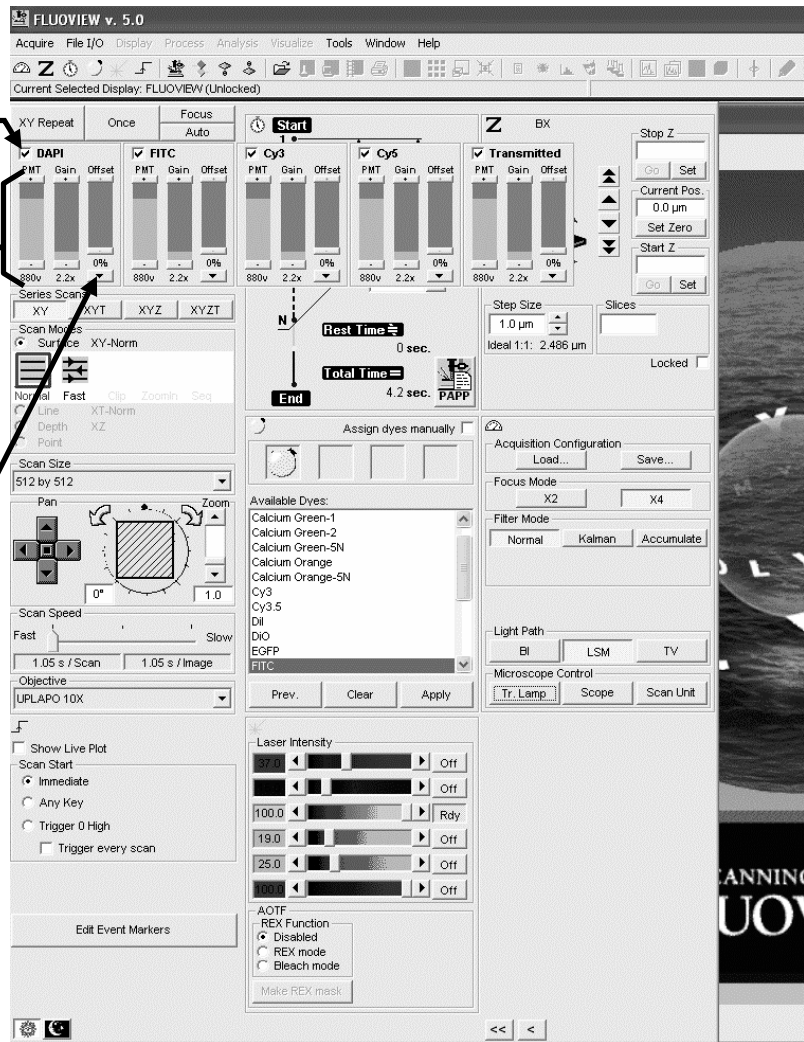 FLUOVIEW v. 5.0
Acquire File I/O Display Process Analysis Visualize Tools Window Help
Current Selected Display: FLUOVIEW (Unlocked)
XY Repeat Once Focus
Auto
DAPI
PMT Gain Offset
0%
880v 2.2x
FITC
PMT Gain Offset
0%
880v 2.2x
Start
1
Cy3
PMT Gain Offset
0%
880v 2.2x
Cy5
PMT Gain Offset
0%
880v 2.2x
Z BX
Transmitted
PMT Gain Offset
0%
880v 2.2x
Stop Z
Go Set
Current Pos.
0.0 µm
Set Zero
Start Z
Go Set
Series Scans
XY XYT XYZ XYZT
Scan Modes
Surface XY-Norm
Normal Fast Clip ZoomIn Seq
Line XT-Norm
Depth XZ
Point
N
Rest Time
0 sec.
Total Time
4.2 sec.
End
PAPP
Step Size
1.0 µm
Ideal 1:1: 2.486 µm
Slices
Locked
Scan Size
512 by 512
Pan
Zoom
0°
1.0
Scan Speed
Fast Slow
1.05 s / Scan 1.05 s / Image
Objective
UPLAPO 10X
Show Live Plot
Scan Start
Immediate
Any Key
Trigger 0 High
Trigger every scan
Edit Event Markers
Assign dyes manually
Available Dyes:
Calcium Green-1
Calcium Green-2
Calcium Green-5N
Calcium Orange
Calcium Orange-5N
Cy3
Cy3.5
DiI
DiO
EGFP
FITC
Prev. Clear Apply
Laser Intensity
37.0 Off
Off
100.0 Rdy
19.0 Off
25.0 Off
100.0 Off
AOTF
REX Function
Disabled
REX mode
Bleach mode
Make REX mask
Acquisition Configuration
Load... Save...
Focus Mode
X2 X4
Filter Mode
Normal Kalman Accumulate
Light Path
BI LSM TV
Microscope Control
Tr. Lamp Scope Scan Unit
<< <
Y
L Y
ANNING
UOV